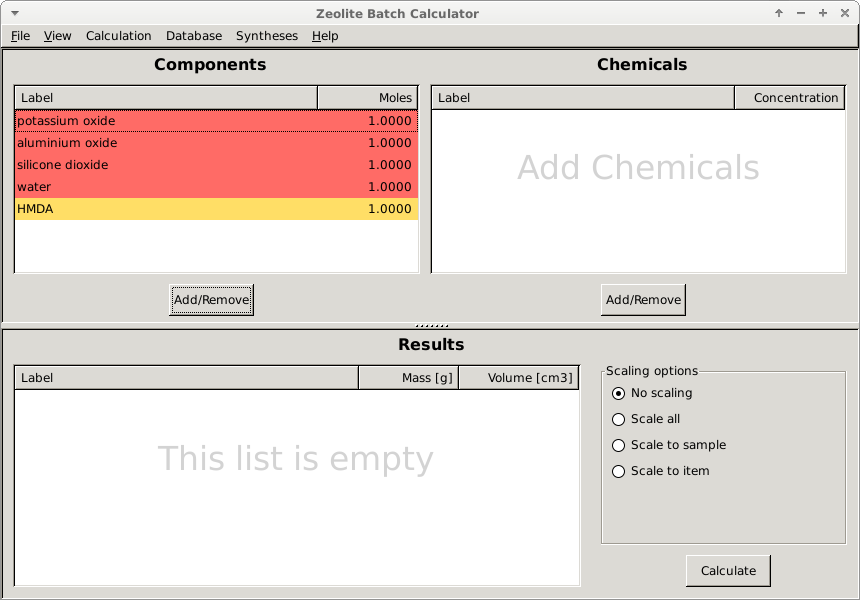 Zeolite Batch Calculator
File View Calculation Database Syntheses Help
Components
Label Moles
potassium oxide 1.0000
aluminium oxide 1.0000
silicone dioxide 1.0000
water 1.0000
HMDA 1.0000
Add/Remove
Chemicals
Label Concentration
Add Chemicals
Add/Remove
Results
Label Mass [g] Volume [cm3]
This list is empty
Scaling options
No scaling
Scale all
Scale to sample
Scale to item
Calculate